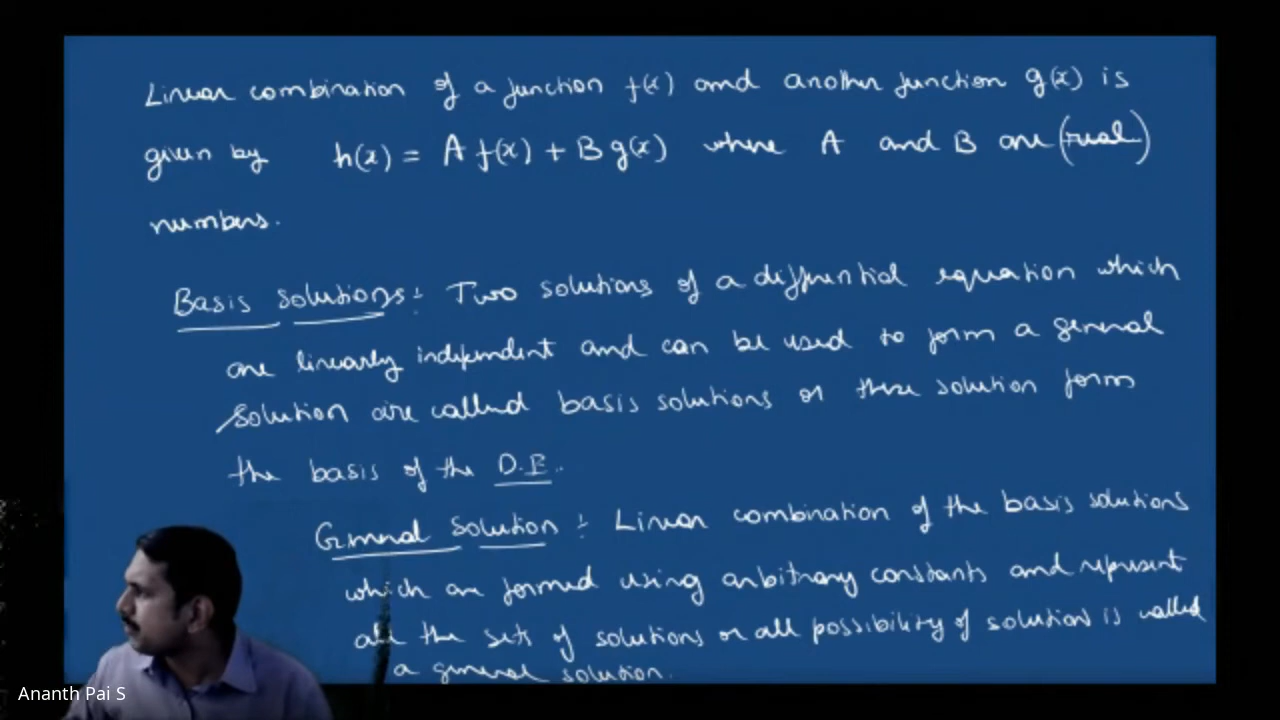 Linear combination of a function f(x) and another function g(x) is
given by h(x) = A f(x) + B g(x) where A and B are (real)
numbers.
Basis solutions: Two solutions of a differential equation which
are linearly independent and can be used to form a general
solution are called basis solutions or these solution form
the basis of the D.E.
General Solution: Linear combination of the basis solutions
which are formed using arbitrary constants and represent
all the sets of solutions or all possibility of solutions is called
a general solution.
Ananth Pai S